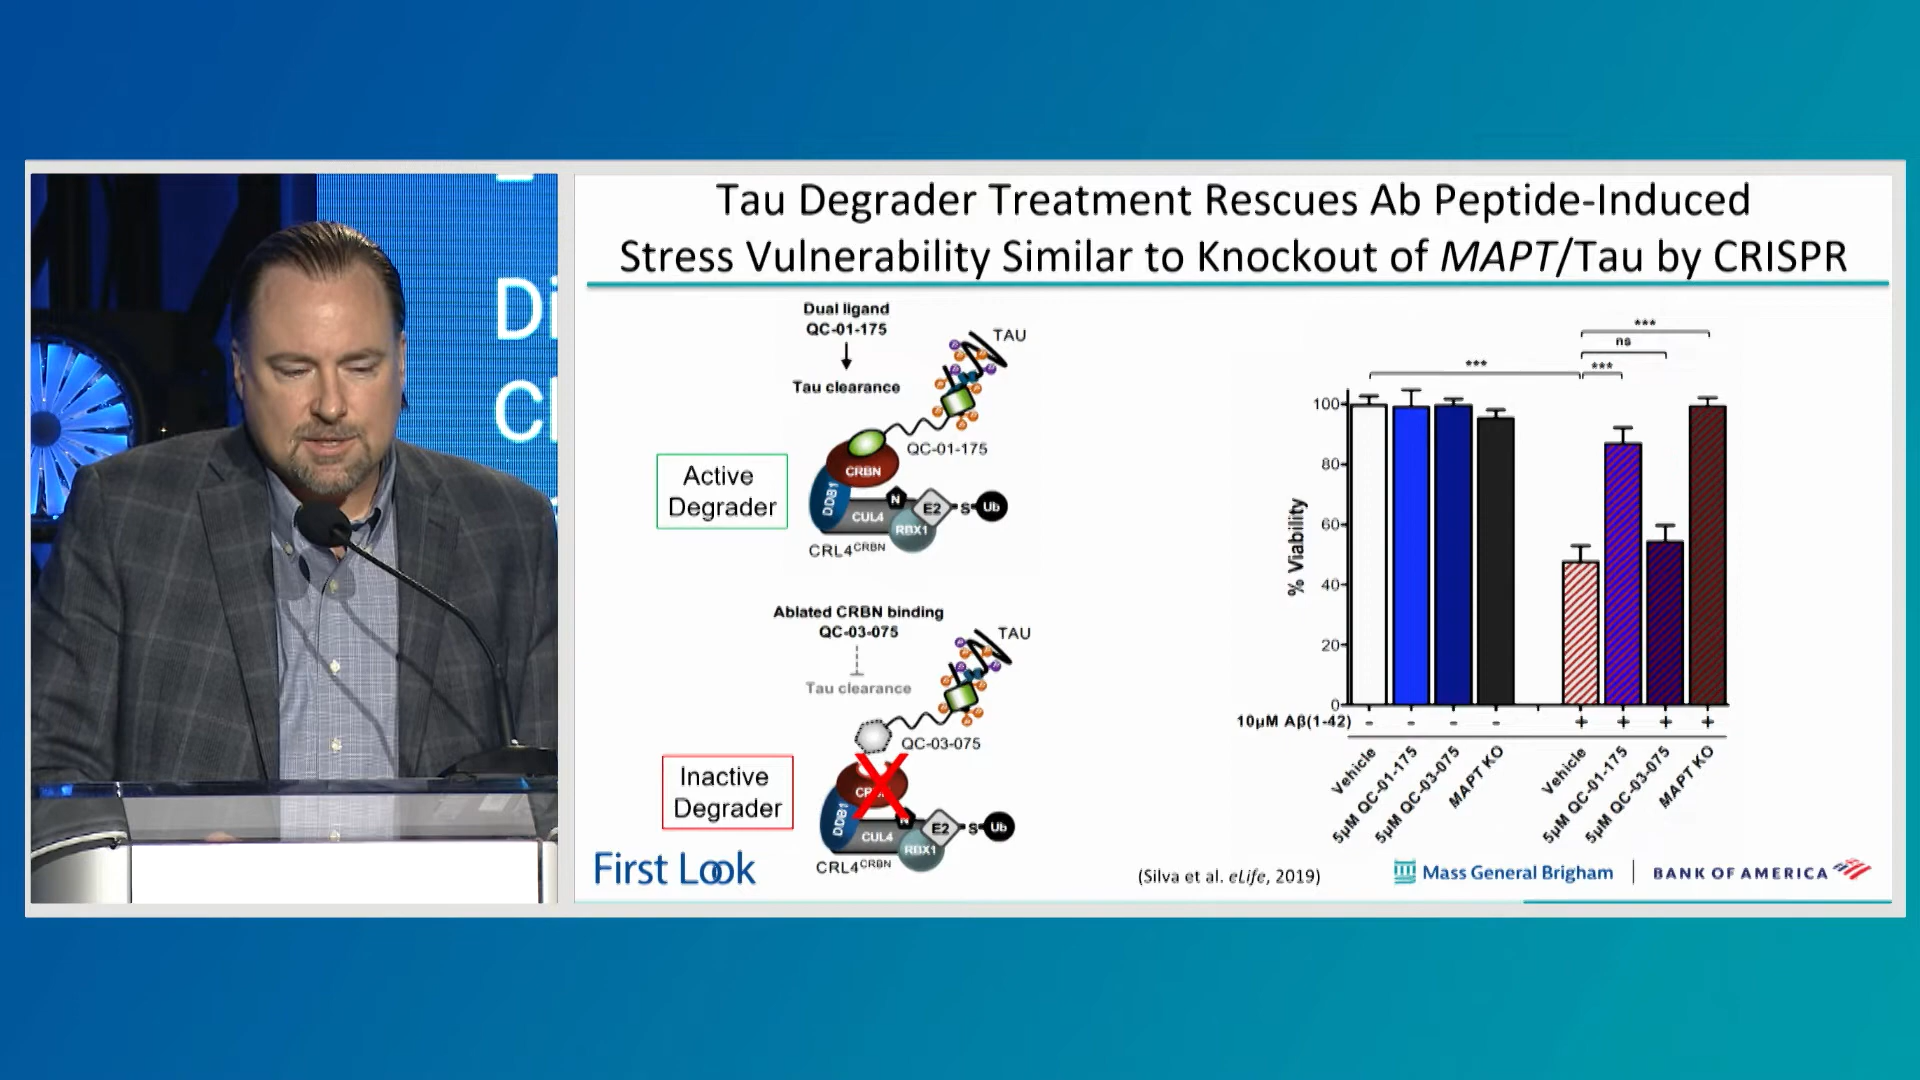 Di
Tau Degrader Treatment Rescues Ab Peptide-Induced
Stress Vulnerability Similar to Knockout of MAPT/Tau by CRISPR
Dual ligand
QC-01-175
Tau clearance
TAU
QC-01-175
Active
Degrader
CRBN
DDB1
N
CUL4
RBX1
E2
S
Ub
CRL4CRBN
Ablated CRBN binding
QC-03-075
Tau clearance
TAU
QC-03-075
Inactive
Degrader
DDB1
N
CUL4
RBX1
E2
S
Ub
CRL4CRBN
***
ns
***
***
% Viability
100
80
60
40
20
0
10µM Aβ(1-42) - - - - + + + +
Vehicle
5µM QC-01-175
5µM QC-03-075
MAPT KO
Vehicle
5µM QC-01-175
5µM QC-03-075
MAPT KO
First Look
(Silva et al. eLife, 2019)
Mass General Brigham
BANK OF AMERICA